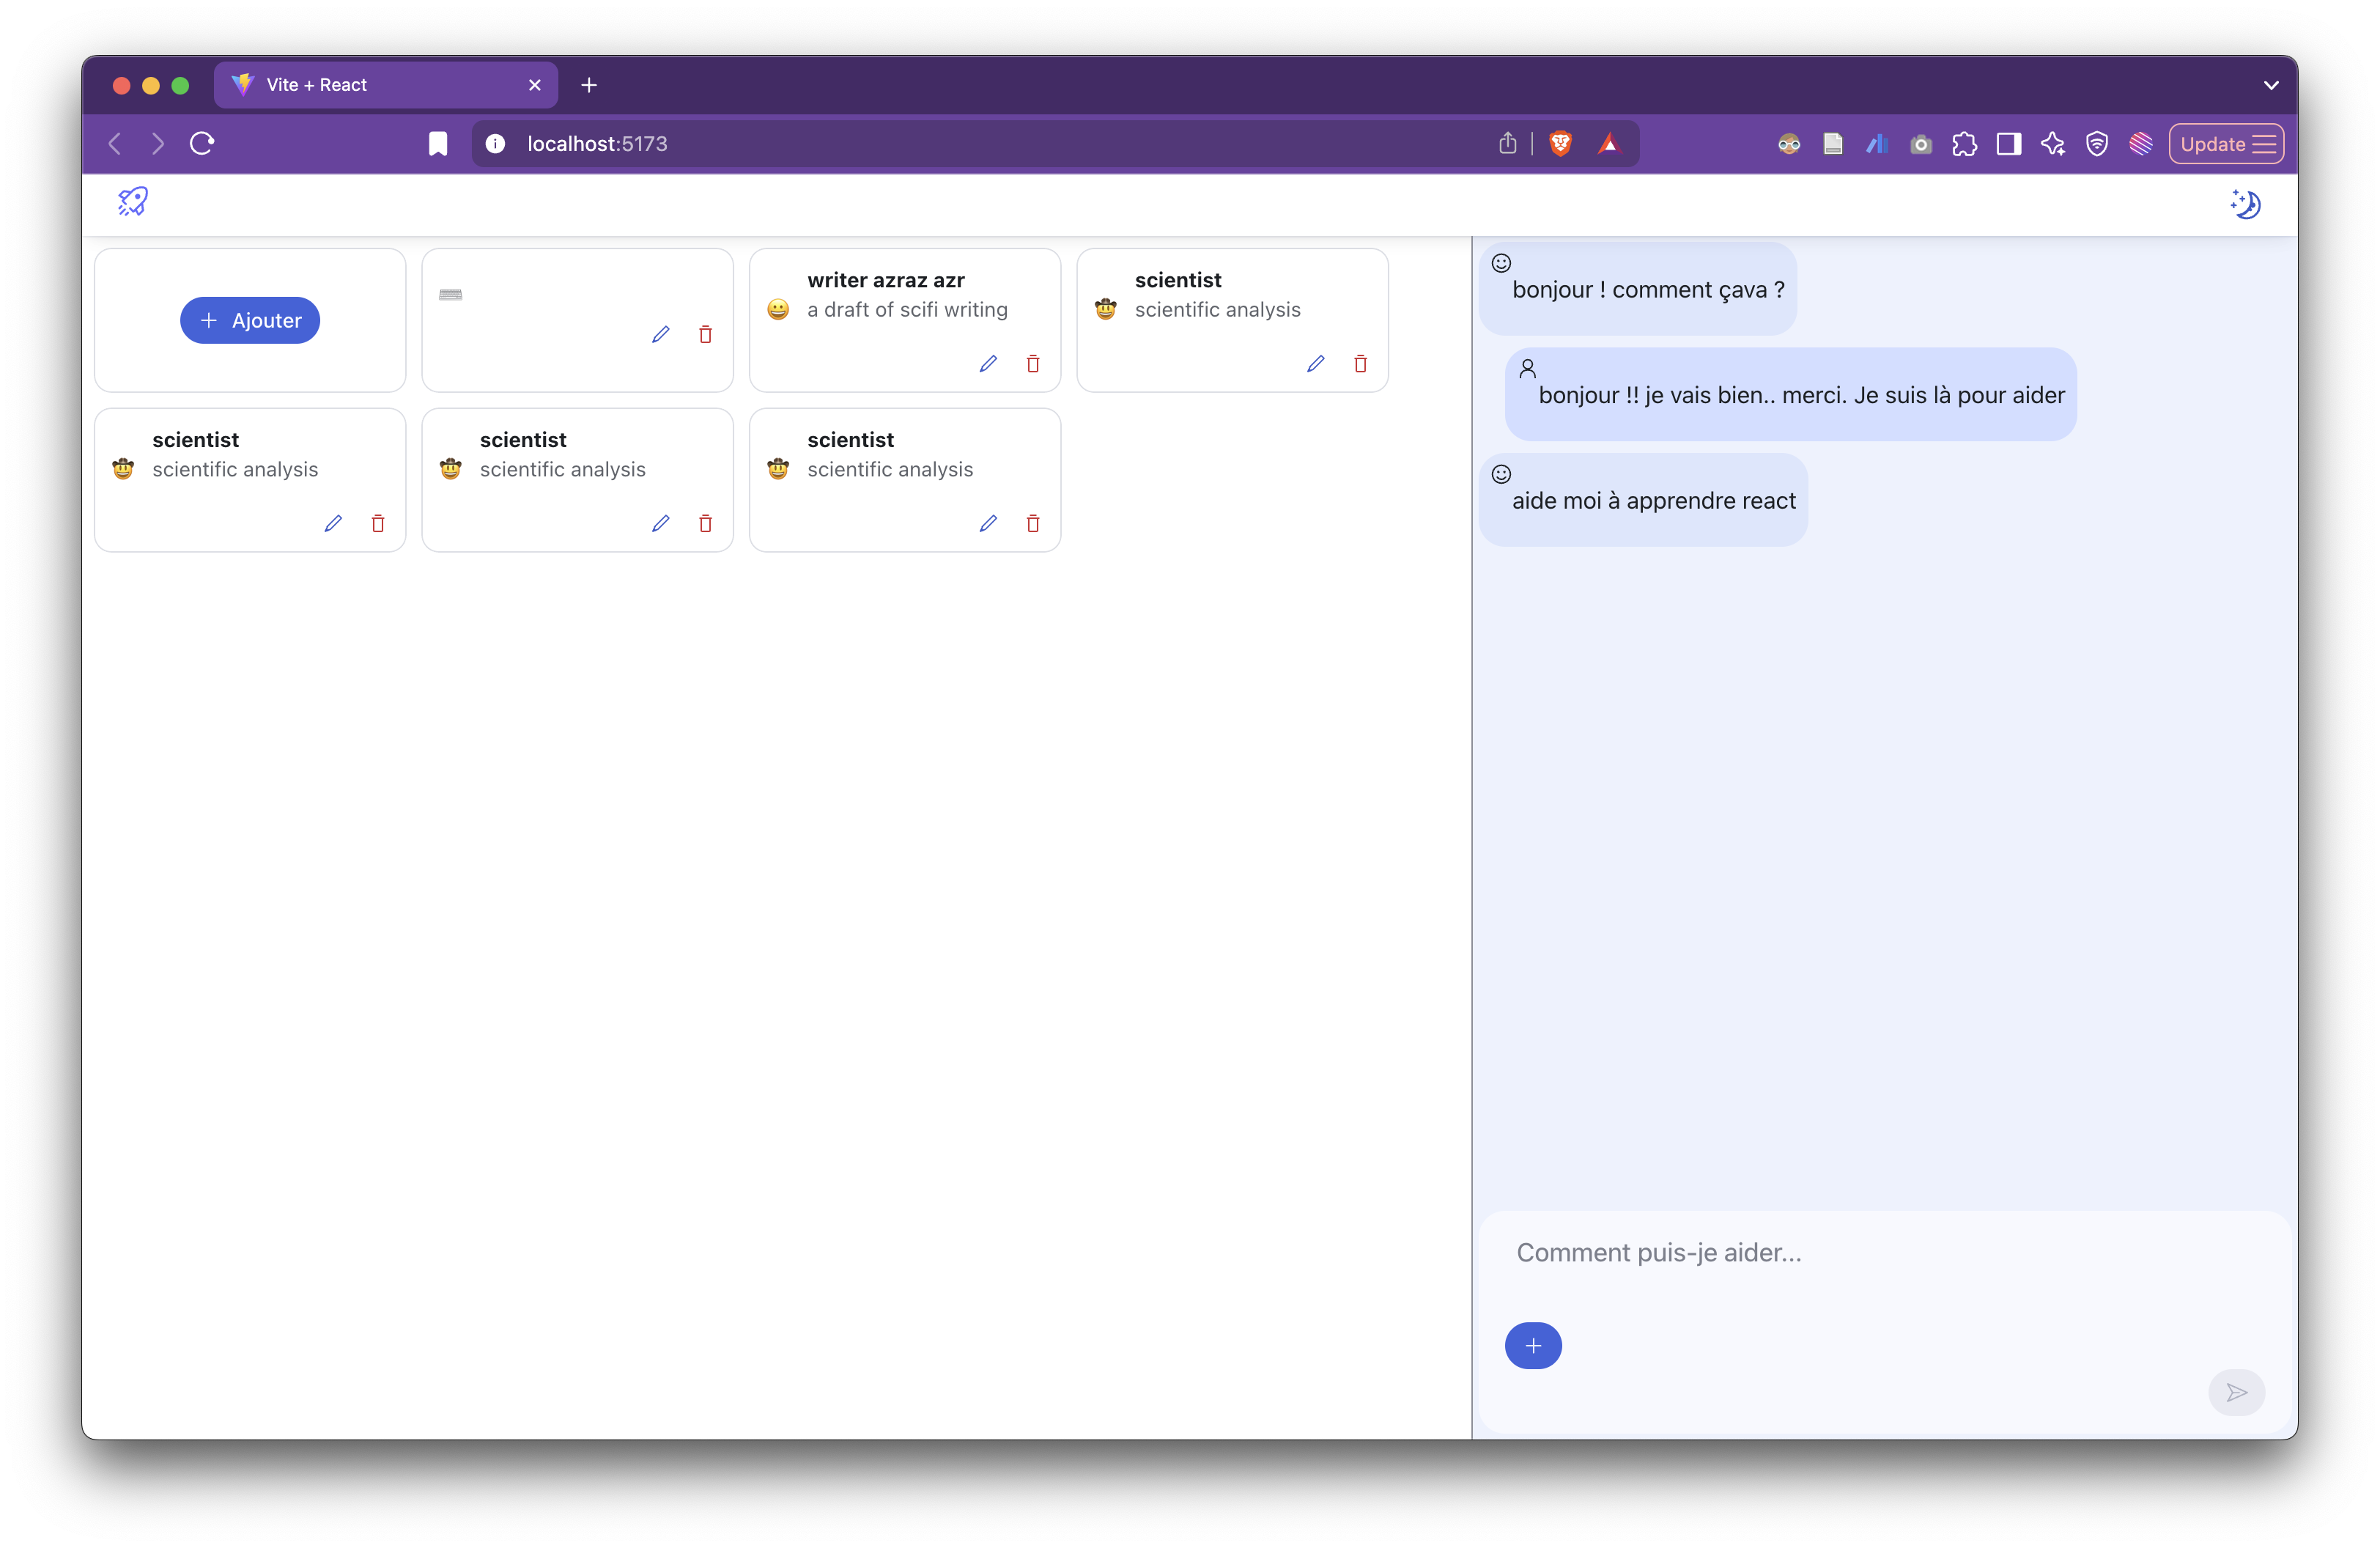 Vite + React
localhost:5173
Update
Ajouter
writer azraz azr
a draft of scifi writing
scientist
scientific analysis
scientist
scientific analysis
scientist
scientific analysis
scientist
scientific analysis
bonjour ! comment çava ?
bonjour !! je vais bien.. merci. Je suis là pour aider
aide moi à apprendre react
Comment puis-je aider...